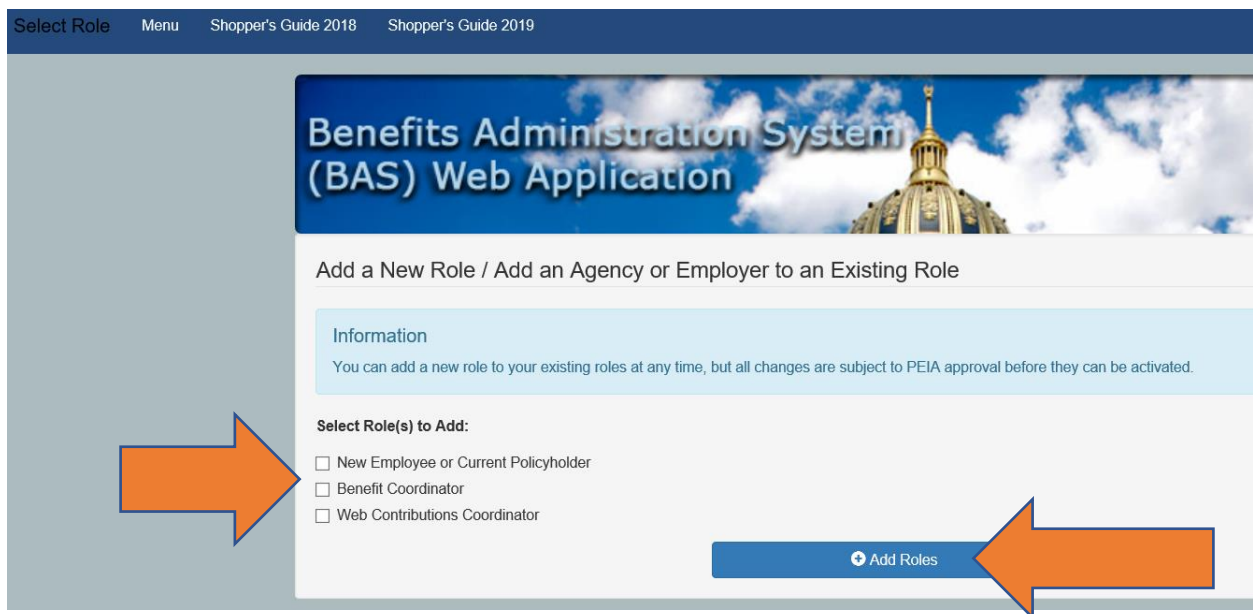 Select Role Menu Shopper's Guide 2018 Shopper's Guide 2019
Benefits Administration System
(BAS) Web Application
Add a New Role / Add an Agency or Employer to an Existing Role
Information
You can add a new role to your existing roles at any time, but all changes are subject to PEIA approval before they can be activated.
Select Role(s) to Add:
New Employee or Current Policyholder
Benefit Coordinator
Web Contributions Coordinator
Add Roles